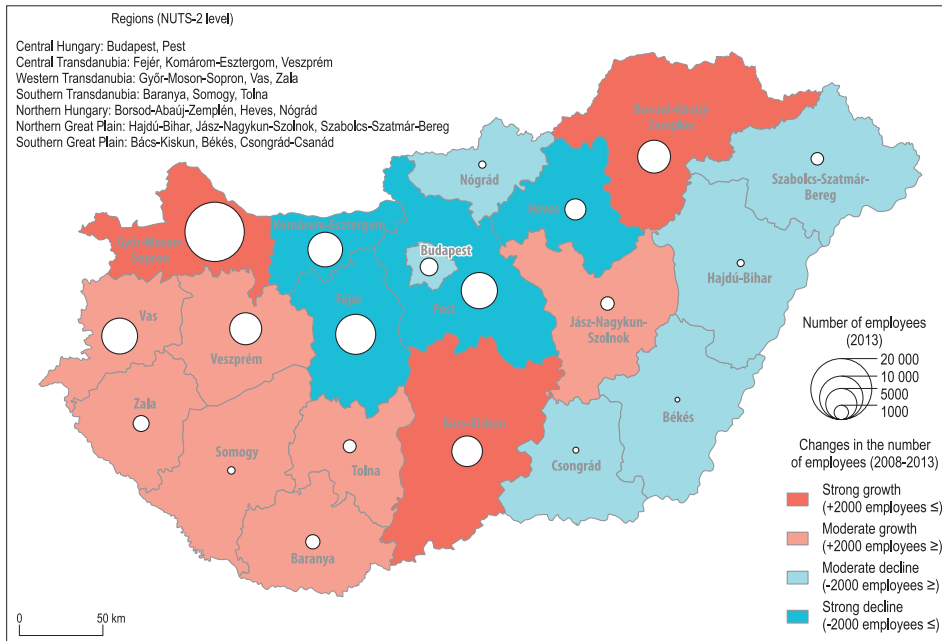 Regions (NUTS-2 level)
Central Hungary: Budapest, Pest
Central Transdanubia: Fejér, Komárom-Esztergom, Veszprém
Western Transdanubia: Győr-Moson-Sopron, Vas, Zala
Southern Transdanubia: Baranya, Somogy, Tolna
Northern Hungary: Borsod-Abaúj-Zemplén, Heves, Nógrád
Northern Great Plain: Hajdú-Bihar, Jász-Nagykun-Szolnok, Szabolcs-Szatmár-Bereg
Southern Great Plain: Bács-Kiskun, Békés, Csongrád-Csanád
Borsod-Abaúj-
Zemplén
Nógrád
Szabolcs-Szatmár-
Bereg
Heves
Komárom-Esztergom
Győr-Moson-
Sopron
Budapest
Hajdú-Bihar
Fejér
Pest
Vas
Veszprém
Jász-Nagykun-
Szolnok
Zala
Somogy
Tolna
Bács-Kiskun
Csongrád
Békés
Baranya
Number of employees
(2013)
20 000
10 000
5000
1000
Changes in the number
of employees (2008-2013)
Strong growth
(+2000 employees ≤)
Moderate growth
(+2000 employees ≥)
Moderate decline
(-2000 employees ≥)
Strong decline
(-2000 employees ≤)
0 50 km